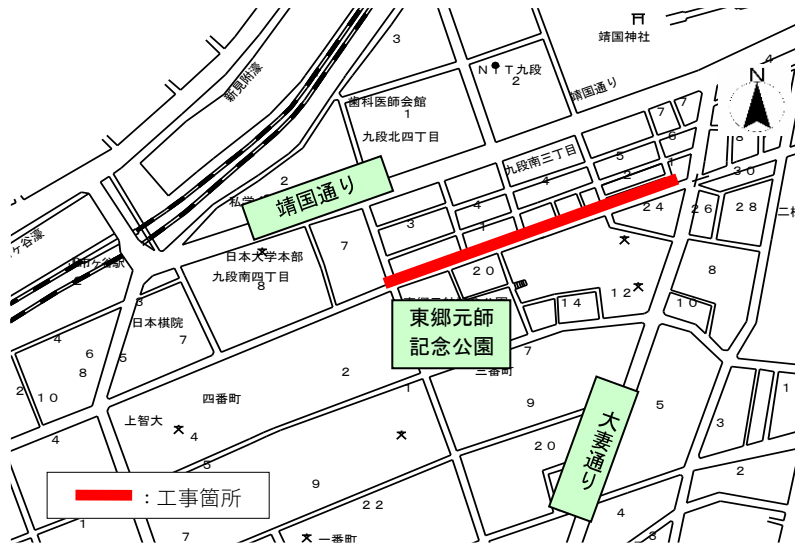 靖国神社
3
4
NTT九段
2
新見附濠
靖国通り
歯科医師会館
1
九段北四丁目
7
7
N
6
8
九段南三丁目
5
2
1
30
2
靖国通り
4
4
3
1
24
26
28
日本大学本部
九段南四丁目
8
7
20
12
8
14
10
3
日本棋院
7
東郷元師
記念公園
三番町
7
4
6
5
8
2
10
2
1
四番町
上智大
4
4
9
5
3
1
大妻通り
20
5
9
22
2
4
3
：工事箇所
1
7
一番町